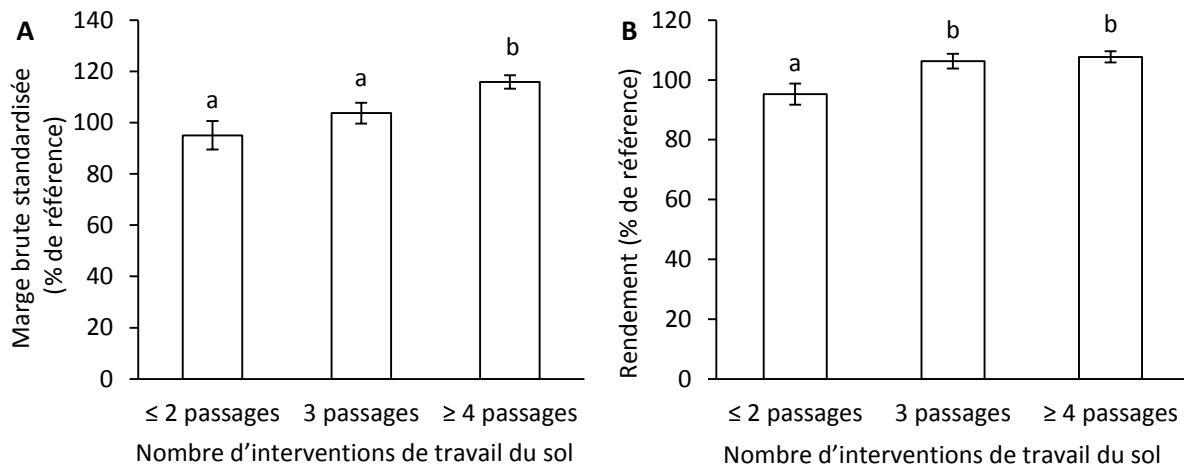 A
Marge brute standardisée
(% de référence)
140
120
100
80
60
40
20
0
a
a
b
≤ 2 passages
3 passages
≥ 4 passages
Nombre d’interventions de travail du sol
B
Rendement (% de référence)
120
100
80
60
40
20
0
a
b
b
≤ 2 passages
3 passages
≥ 4 passages
Nombre d’interventions de travail du sol